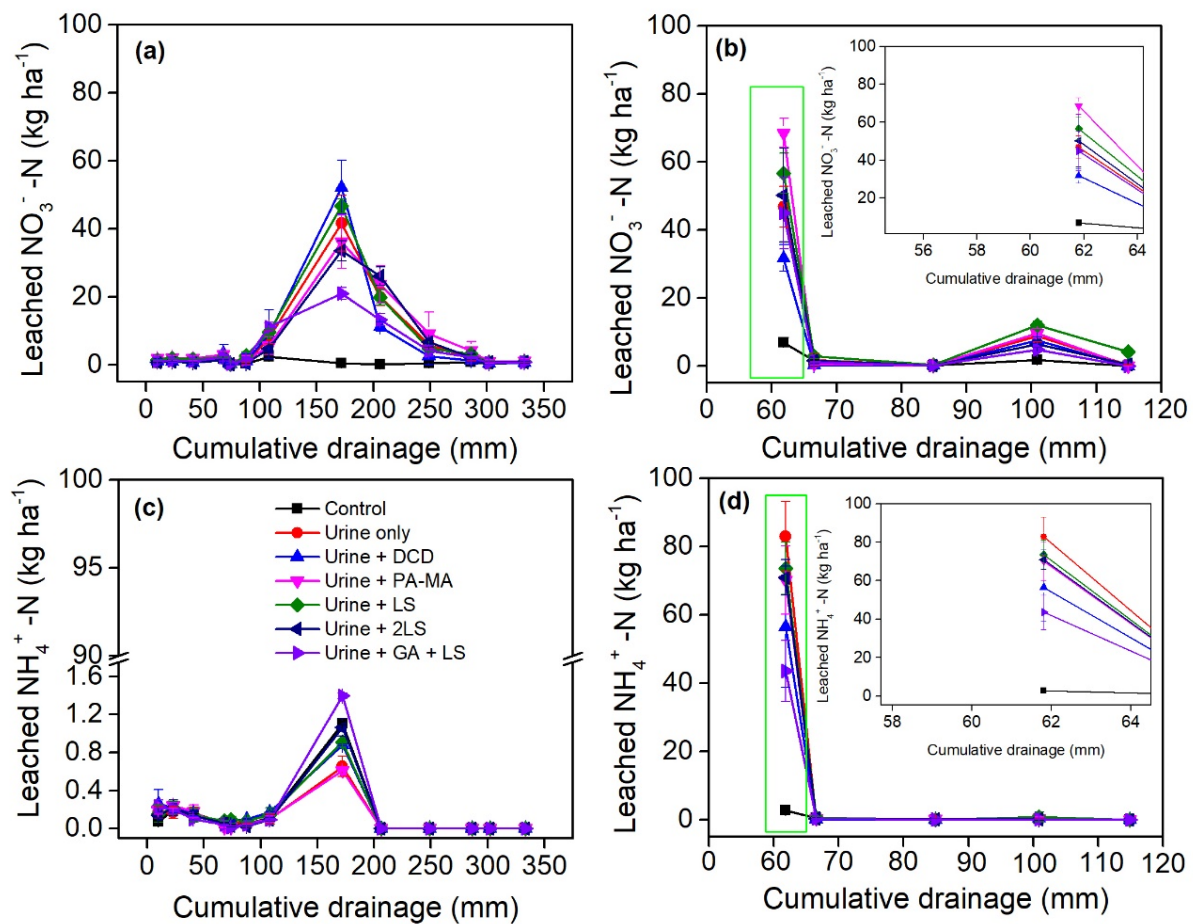 (a)
Leached NO₃⁻ -N (kg ha⁻¹)
100
80
60
40
20
0
0 50 100 150 200 250 300 350
Cumulative drainage (mm)
(b)
Leached NO₃⁻ -N (kg ha⁻¹)
100
80
60
40
20
0
0 10 20 30 40 50 60 70 80 90 100 110 120
Cumulative drainage (mm)
Leached NO₃⁻ -N (kg ha⁻¹)
100
80
60
40
20
56 58 60 62 64
Cumulative drainage (mm)
(c)
Leached NH₄⁺ -N (kg ha⁻¹)
100
95
90
1.6
1.2
0.8
0.4
0.0
Control
Urine only
Urine + DCD
Urine + PA-MA
Urine + LS
Urine + 2LS
Urine + GA + LS
0 50 100 150 200 250 300 350
Cumulative drainage (mm)
(d)
Leached NH₄⁺ -N (kg ha⁻¹)
100
80
60
40
20
0
0 10 20 30 40 50 60 70 80 90 100 110 120
Cumulative drainage (mm)
Leached NH₄⁺ -N (kg ha⁻¹)
100
80
60
40
20
0
58 60 62 64
Cumulative drainage (mm)